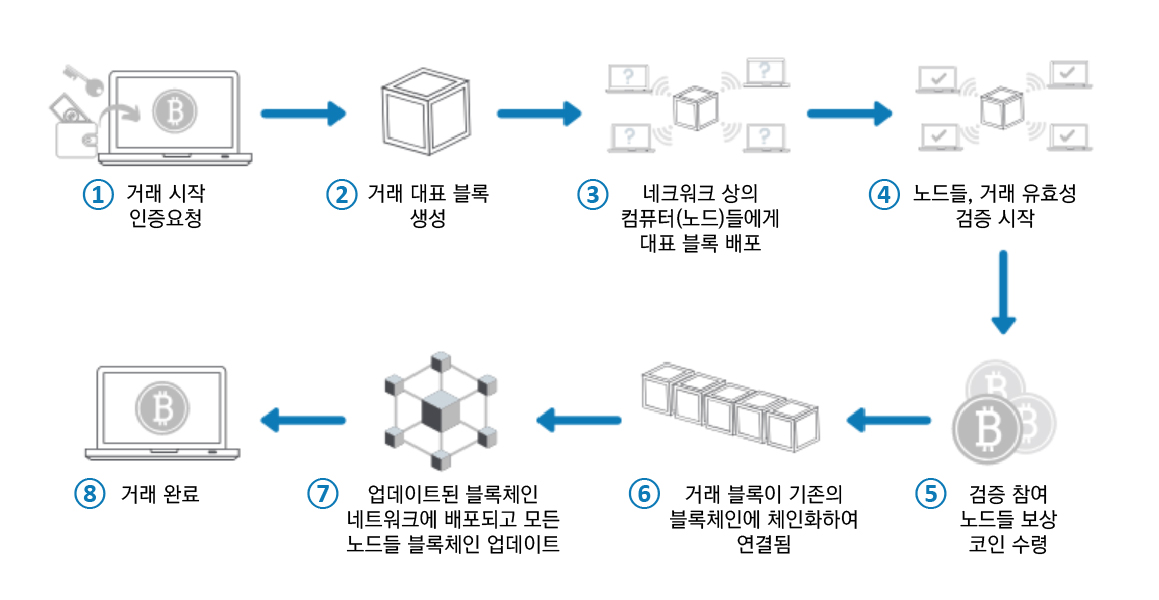 ① 거래 시작
인증요청
② 거래 대표 블록
생성
③ 네크워크 상의
컴퓨터(노드)들에게
대표 블록 배포
④ 노드들, 거래 유효성
검증 시작
⑤ 검증 참여
노드들 보상
코인 수령
⑥ 거래 블록이 기존의
블록체인에 체인화하여
연결됨
⑦ 업데이트된 블록체인
네트워크에 배포되고 모든
노드들 블록체인 업데이트
⑧ 거래 완료